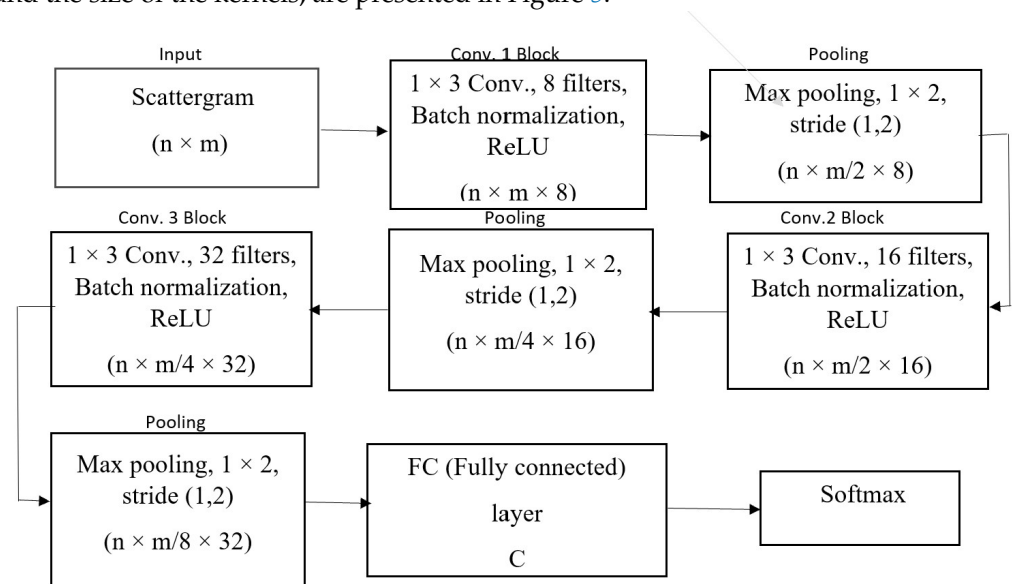 and the size of the kernels, are presented in Figure 5.
Input
Scattergram
(n × m)
Conv. 1 Block
1 × 3 Conv., 8 filters,
Batch normalization,
ReLU
(n × m × 8)
Pooling
Max pooling, 1 × 2,
stride (1,2)
(n × m/2 × 8)
Conv.2 Block
1 × 3 Conv., 16 filters,
Batch normalization,
ReLU
(n × m/2 × 16)
Pooling
Max pooling, 1 × 2,
stride (1,2)
(n × m/4 × 16)
Conv. 3 Block
1 × 3 Conv., 32 filters,
Batch normalization,
ReLU
(n × m/4 × 32)
Pooling
Max pooling, 1 × 2,
stride (1,2)
(n × m/8 × 32)
FC (Fully connected)
layer
C
Softmax